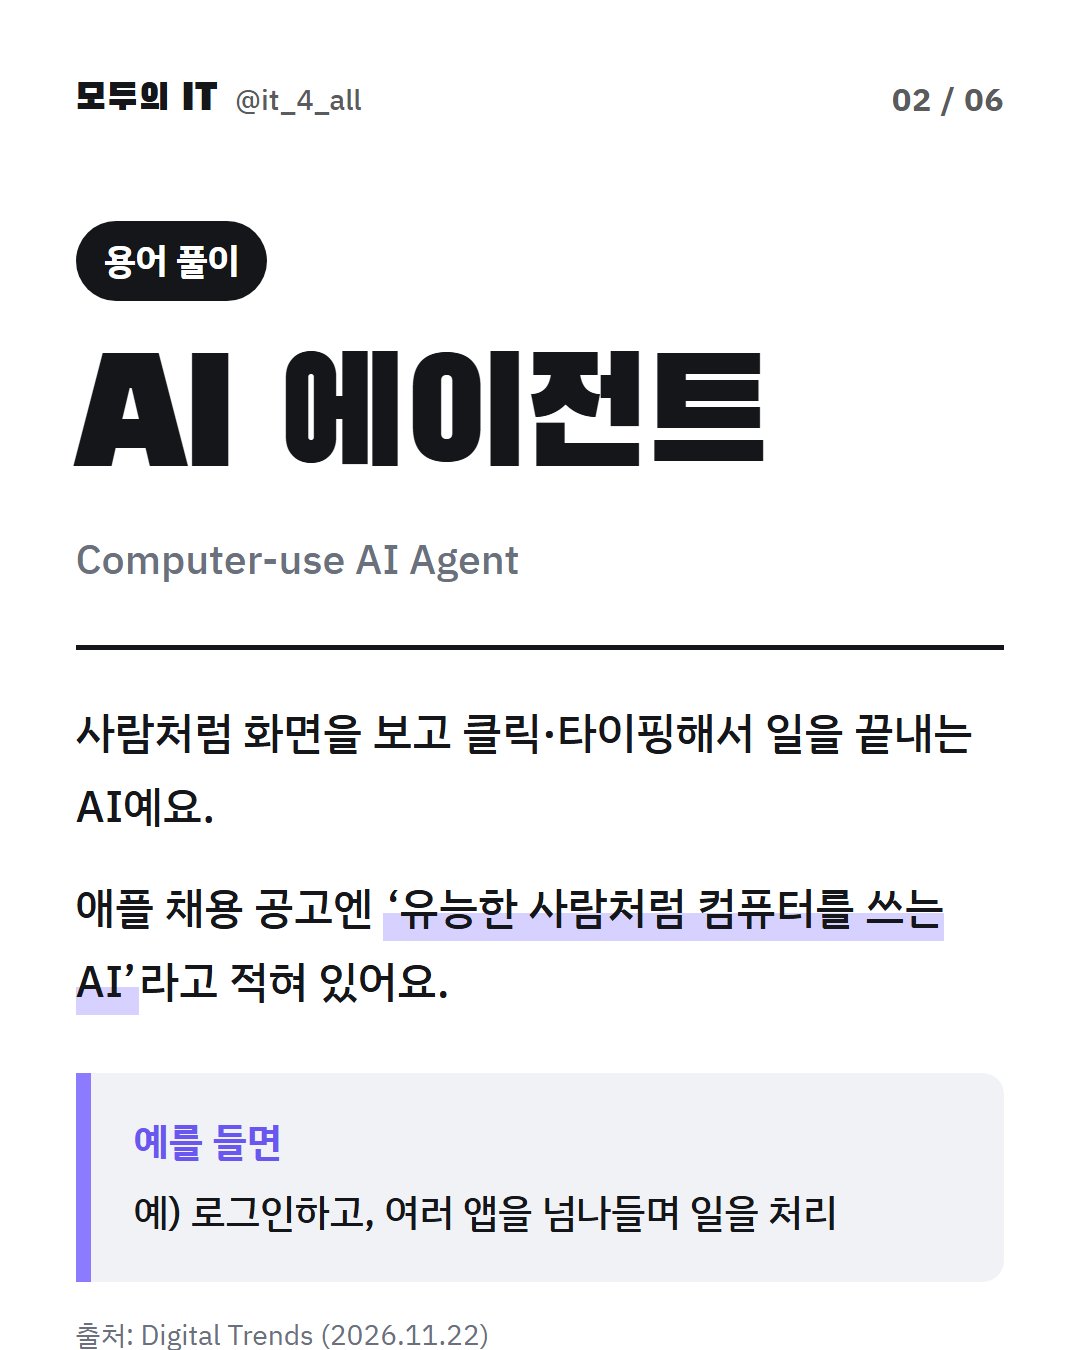 모두의 IT @it_4_all
02 / 06
용어 풀이
AI 에이전트
Computer-use AI Agent
사람처럼 화면을 보고 클릭·타이핑해서 일을 끝내는
AI예요.
애플 채용 공고엔 ‘유능한 사람처럼 컴퓨터를 쓰는
AI’라고 적혀 있어요.
예를 들면
예) 로그인하고, 여러 앱을 넘나들며 일을 처리
출처: Digital Trends (2026.11.22)